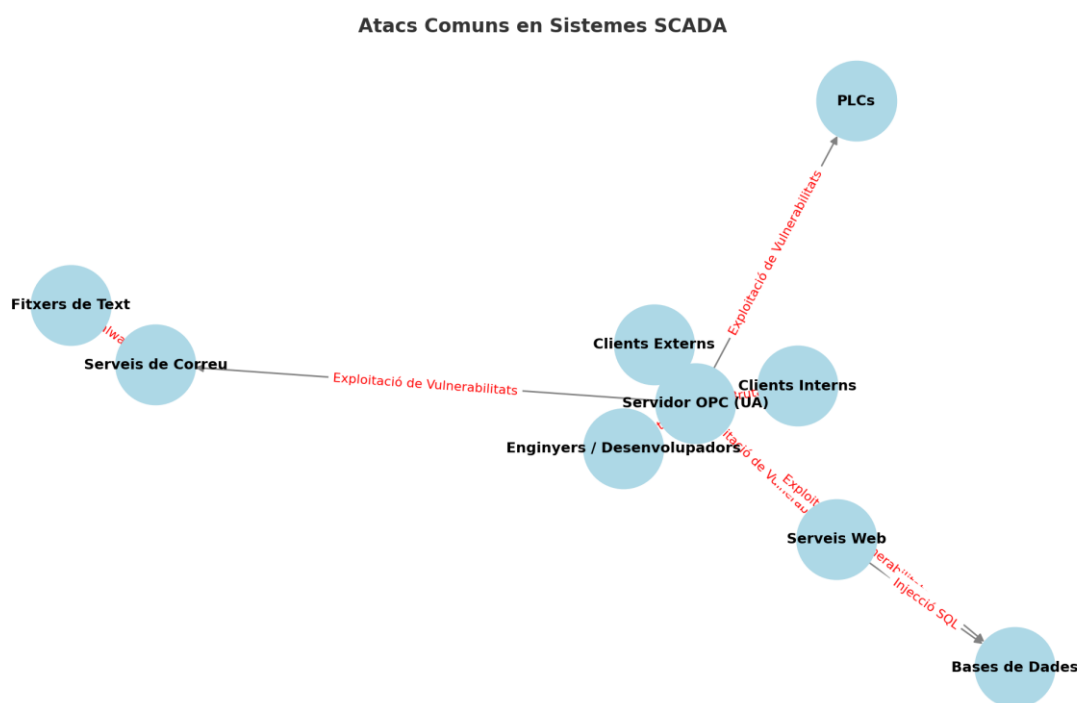 Atacs Comuns en Sistemes SCADA
PLCs
Exploitació de Vulnerabilitats
Fitxers de Text
Serveis de Correu
Exploitació de Vulnerabilitats
Clients Externs
Clients Interns
Servidor OPC (UA)
Enginyers / Desenvolupadors
Serveis Web
Injecció SQL
Bases de Dades